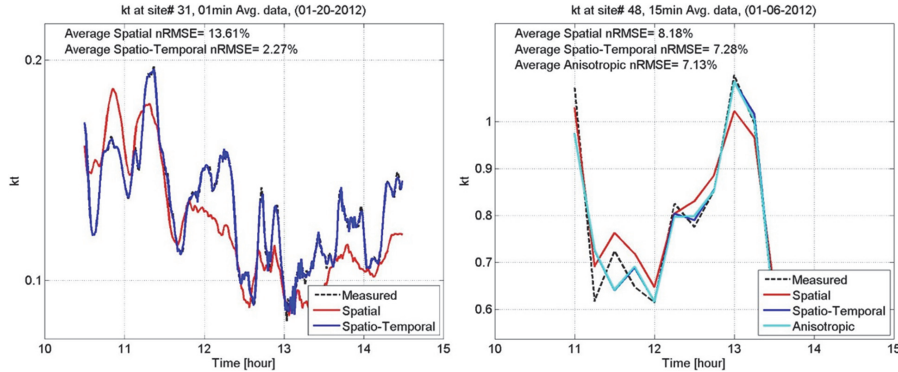 kt at site# 31, 01min Avg. data, (01-20-2012)
Average Spatial nRMSE = 13.61%
Average Spatio-Temporal nRMSE = 2.27%
0.2
0.1
kt
Measured
Spatial
Spatio-Temporal
10 11 12 13 14 15
Time [hour]
kt at site# 48, 15min Avg. data, (01-06-2012)
Average Spatial nRMSE= 8.18%
Average Spatio-Temporal nRMSE= 7.28%
Average Anisotropic nRMSE= 7.13%
1
0.9
0.8
0.7
0.6
kt
Measured
Spatial
Spatio-Temporal
Anisotropic
10 11 12 13 14 15
Time [hour]